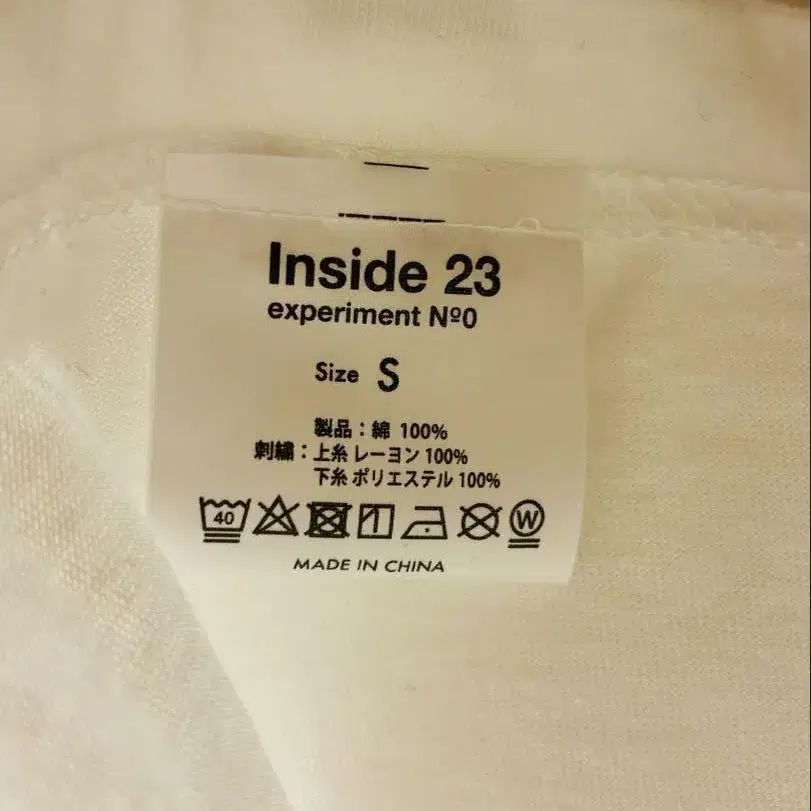 Inside 23
experiment Nº0
Size S
製品：綿 100%
刺繍：上糸 レーヨン 100%
下糸 ポリエステル 100%
40 W
MADE IN CHINA